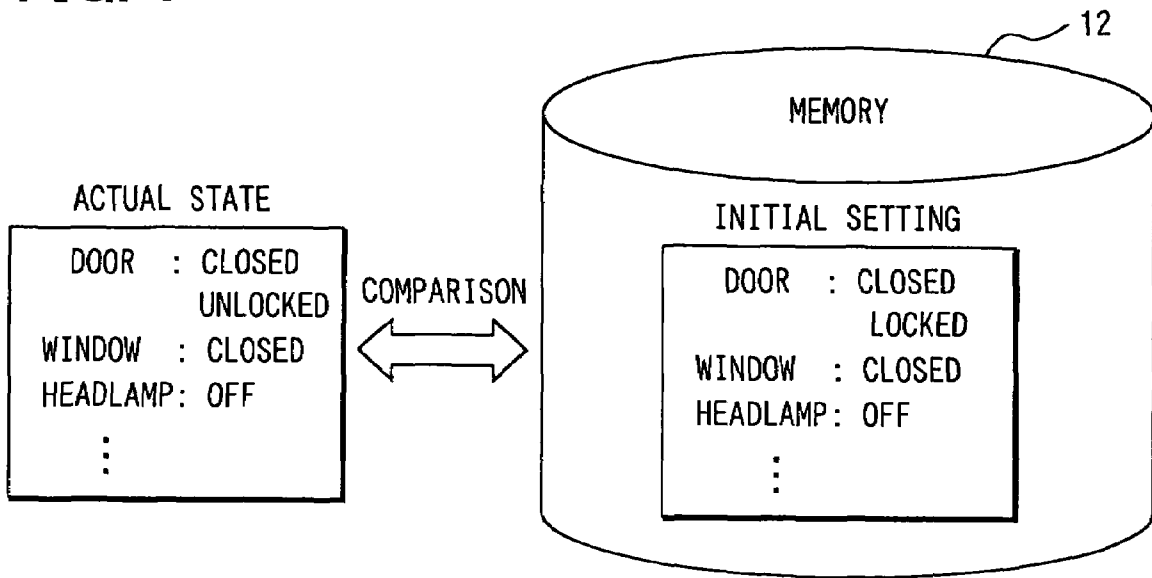 12
MEMORY
ACTUAL STATE
DOOR : CLOSED
UNLOCKED
WINDOW : CLOSED
HEADLAMP: OFF
⋮
COMPARISON
INITIAL SETTING
DOOR : CLOSED
LOCKED
WINDOW : CLOSED
HEADLAMP: OFF
⋮